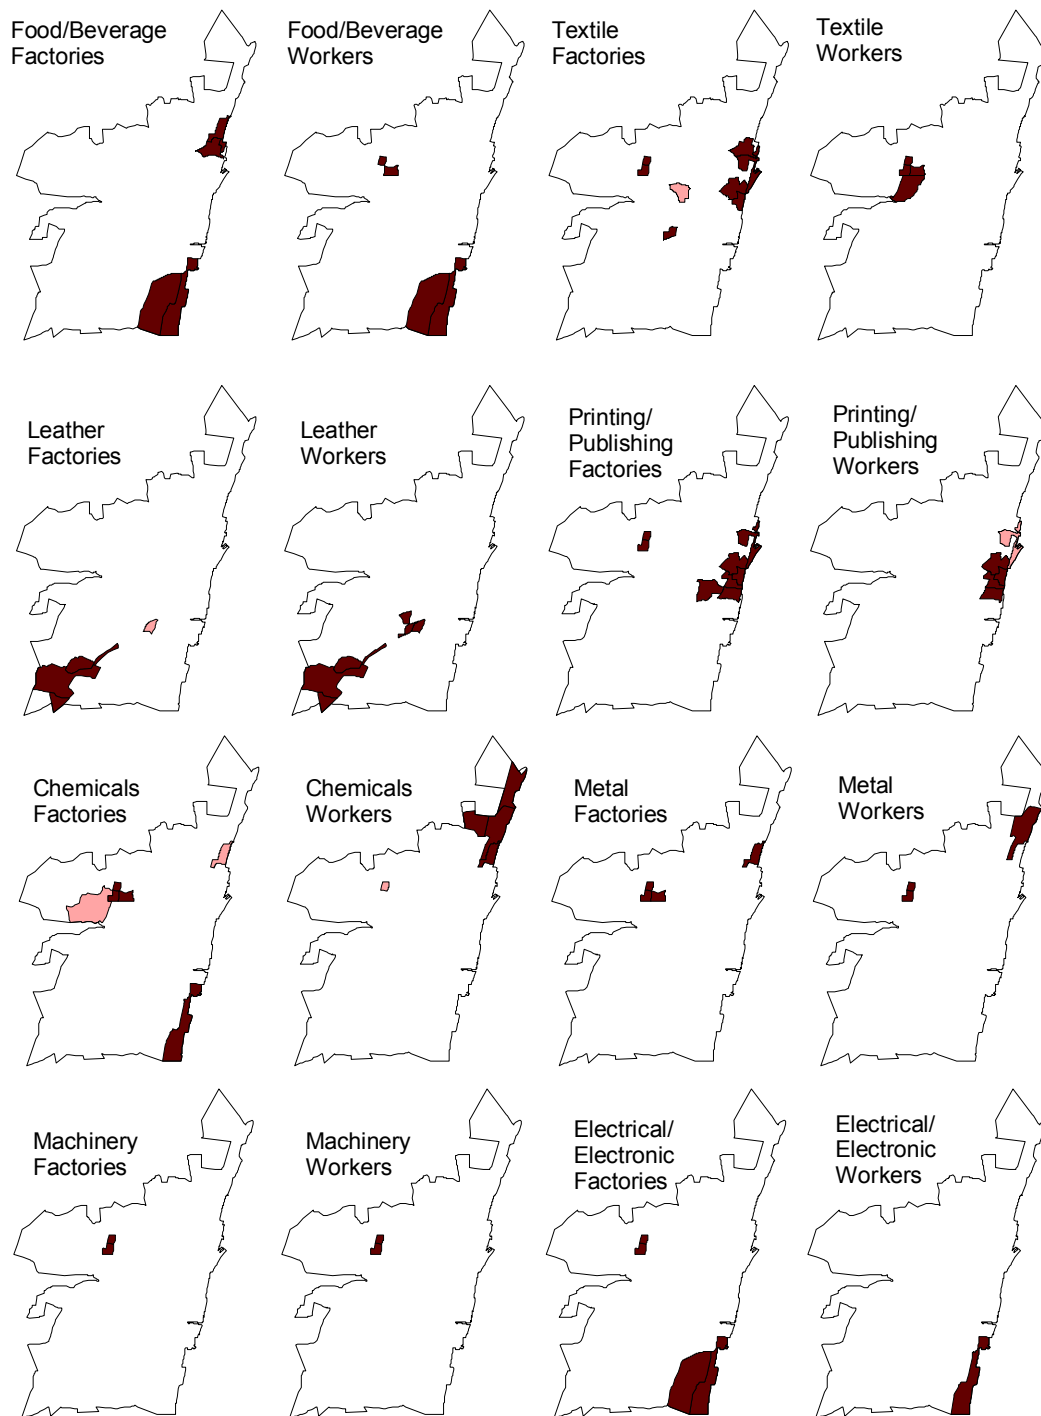 Food/Beverage
Factories
Food/Beverage
Workers
Textile
Factories
Textile
Workers
Leather
Factories
Leather
Workers
Printing/
Publishing
Factories
Printing/
Publishing
Workers
Chemicals
Factories
Chemicals
Workers
Metal
Factories
Metal
Workers
Machinery
Factories
Machinery
Workers
Electrical/
Electronic
Factories
Electrical/
Electronic
Workers